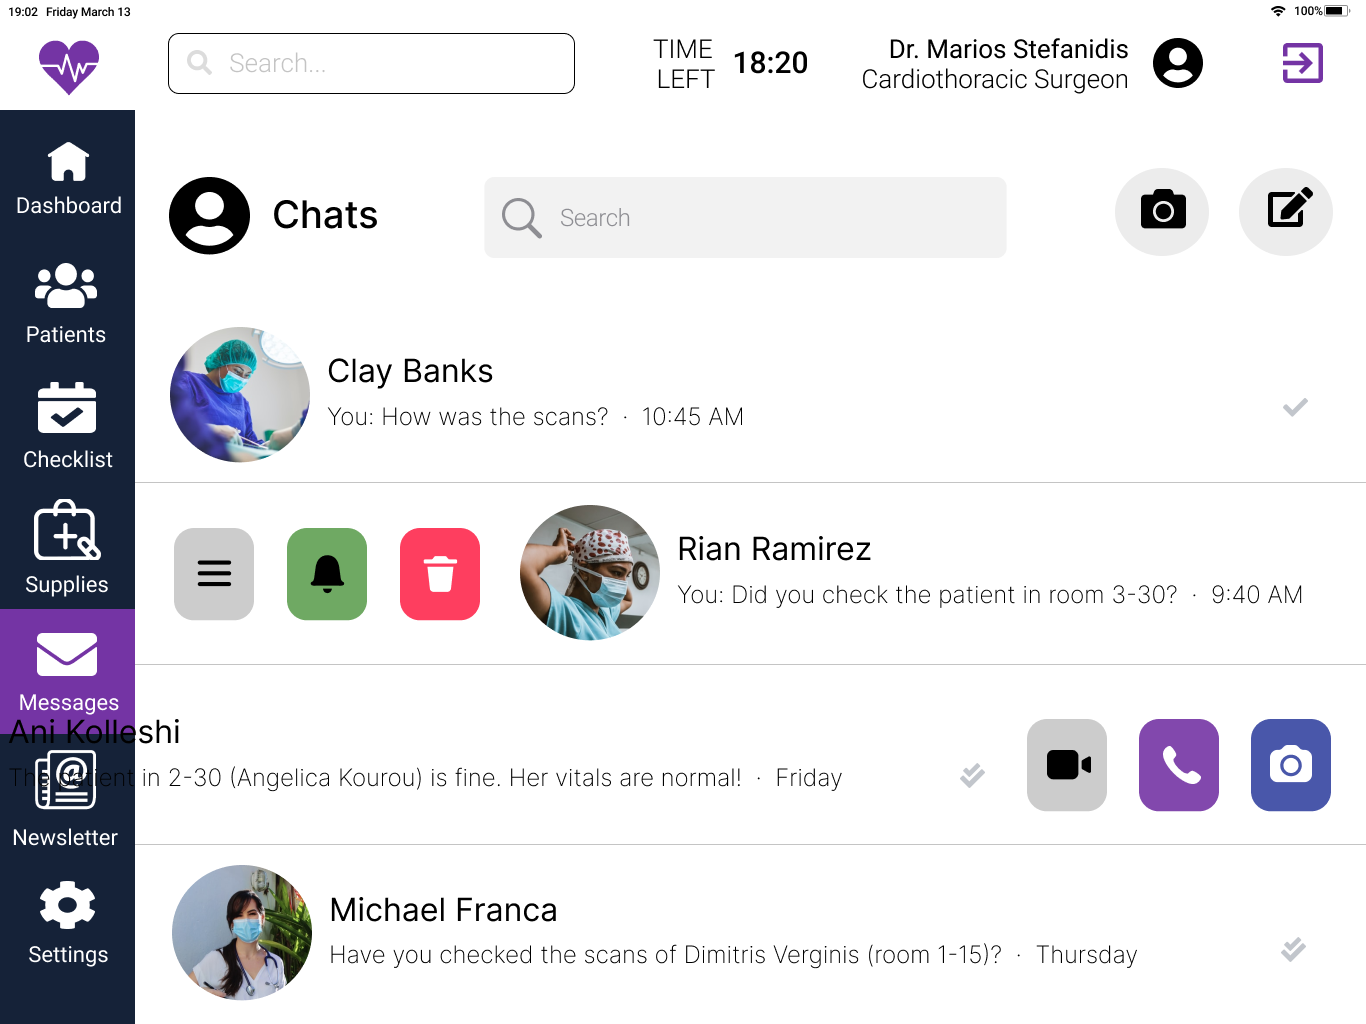 19:02 Friday March 13
100%
Search...
TIME
LEFT
18:20
Dr. Marios Stefanidis
Cardiothoracic Surgeon
Dashboard
Patients
Checklist
Supplies
Messages
Newsletter
Settings
Chats
Search
Clay Banks
You: How was the scans? · 10:45 AM
Rian Ramirez
You: Did you check the patient in room 3-30? · 9:40 AM
Ani Kolleshi
The patient in 2-30 (Angelica Kourou) is fine. Her vitals are normal! · Friday
Michael Franca
Have you checked the scans of Dimitris Verginis (room 1-15)? · Thursday